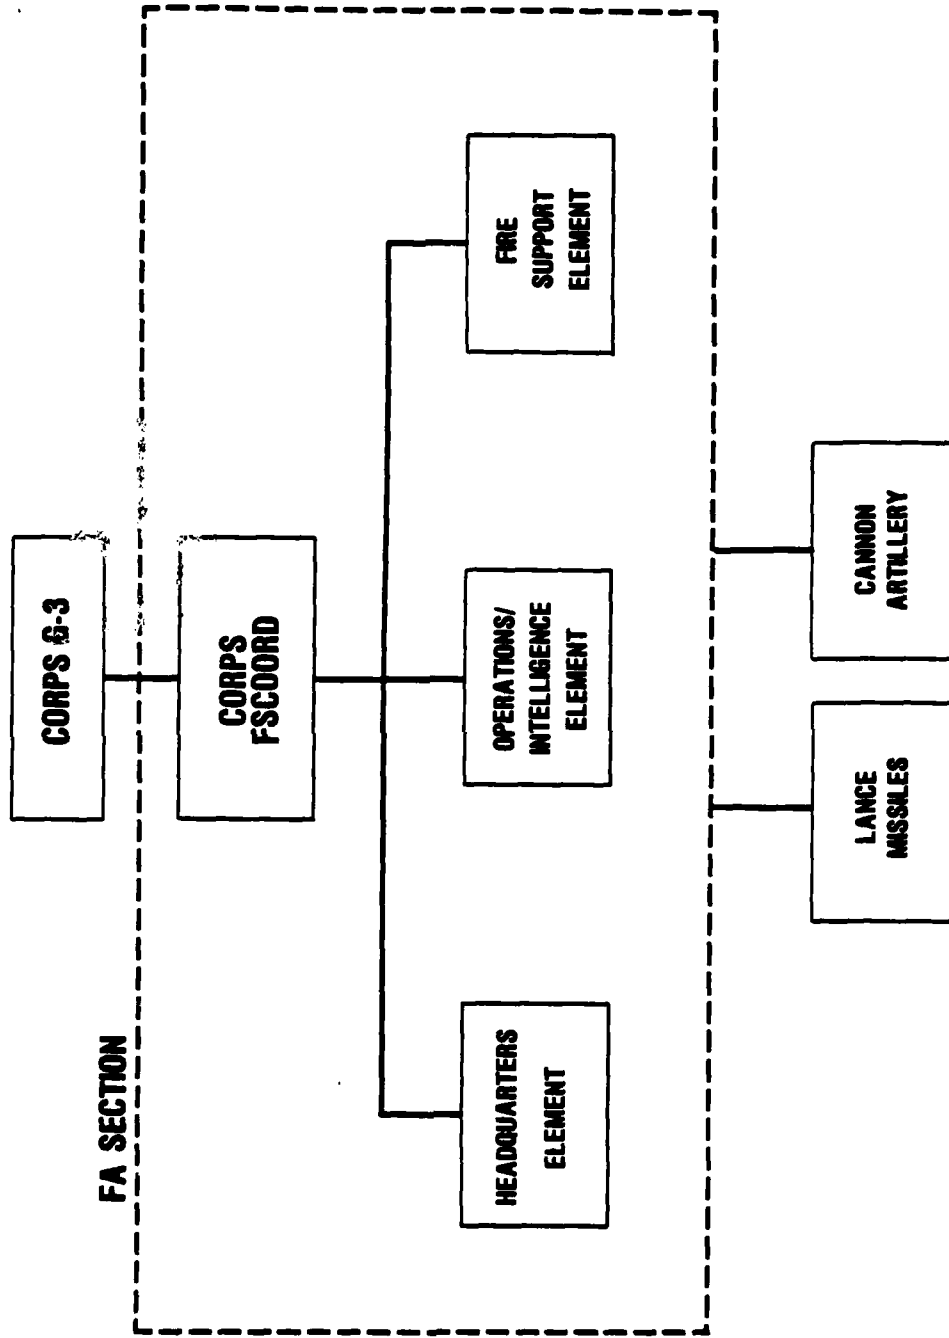 FA SECTION
CORPS G-3
CORPS
FSCOORD
HEADQUARTERS
ELEMENT
OPERATIONS/
INTELLIGENCE
ELEMENT
FIRE
SUPPORT
ELEMENT
LANCE
MISSILES
CANNON
ARTILLERY